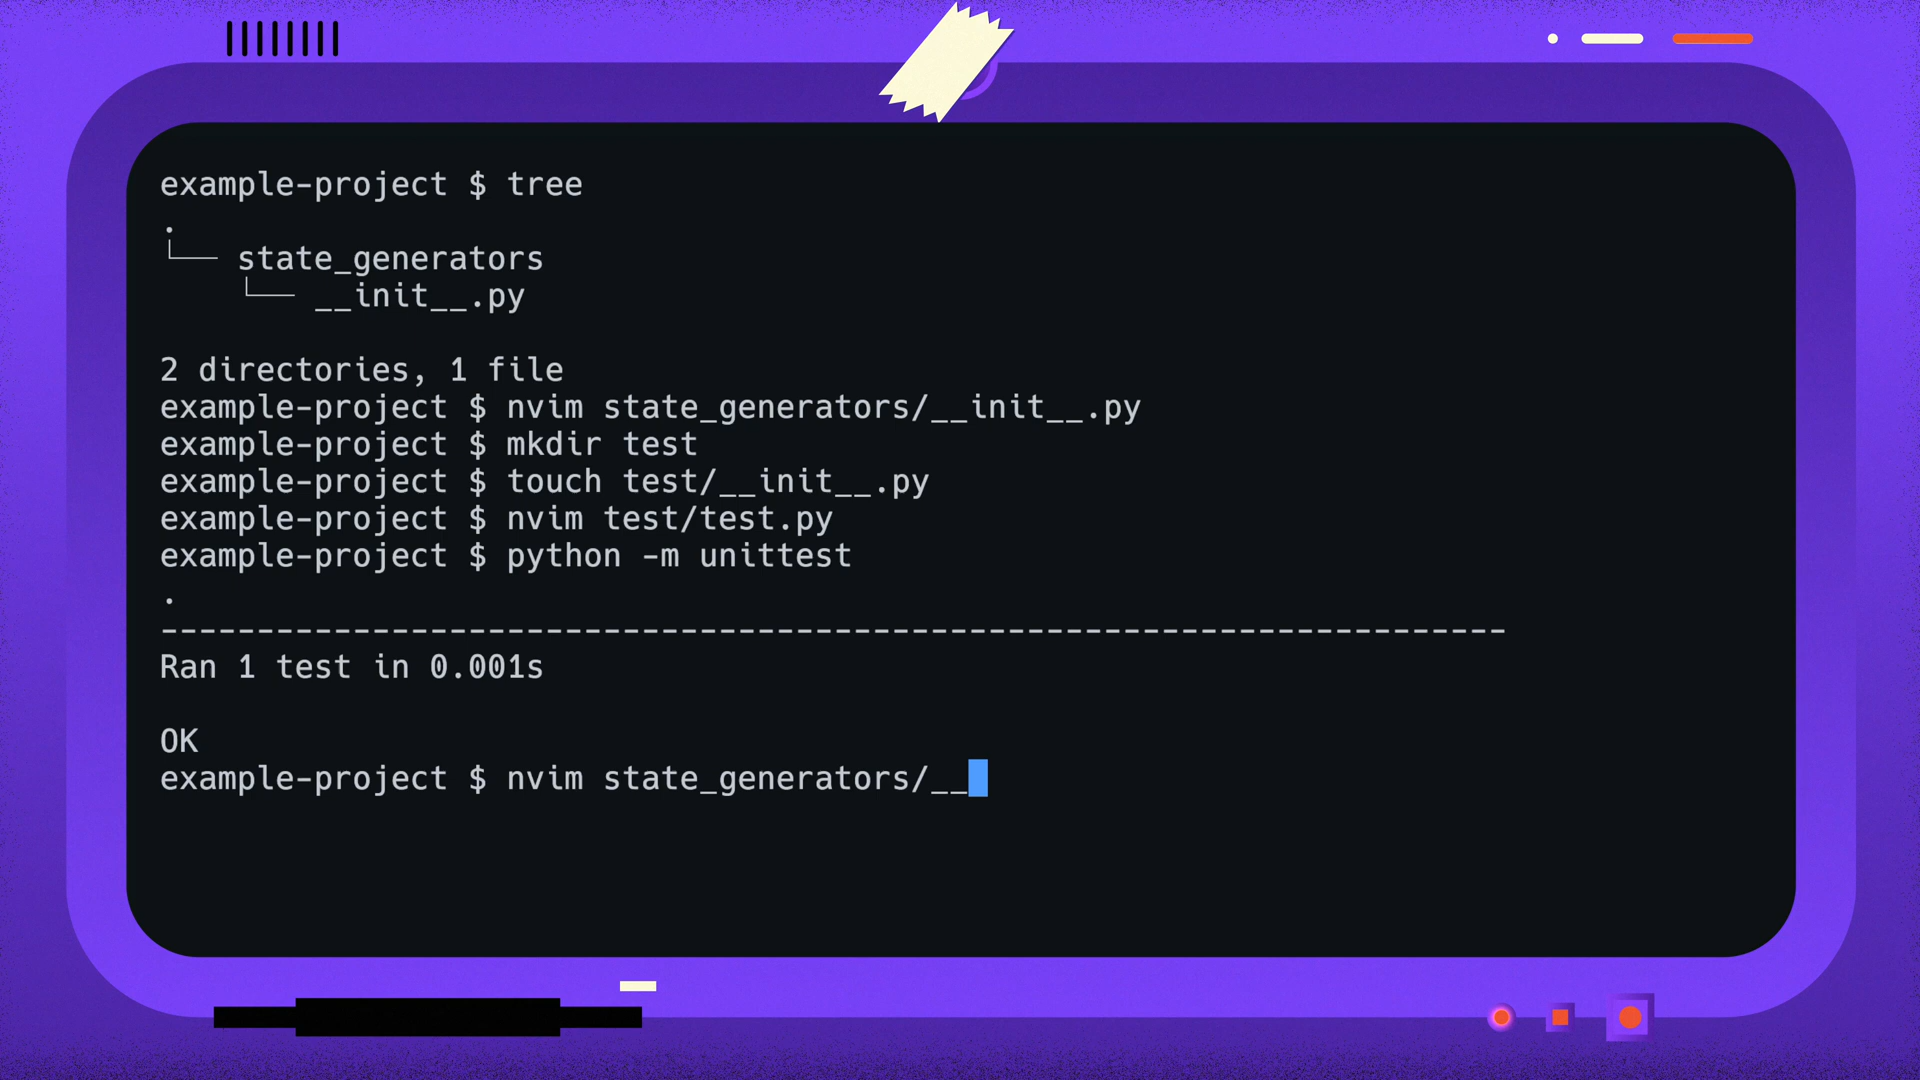 example-project $ tree
.
└── state_generators
    └── __init__.py
2 directories, 1 file
example-project $ nvim state_generators/__init__.py
example-project $ mkdir test
example-project $ touch test/__init__.py
example-project $ nvim test/test.py
example-project $ python -m unittest
.
----------------------------------------------------------------------
Ran 1 test in 0.001s
OK
example-project $ nvim state_generators/__